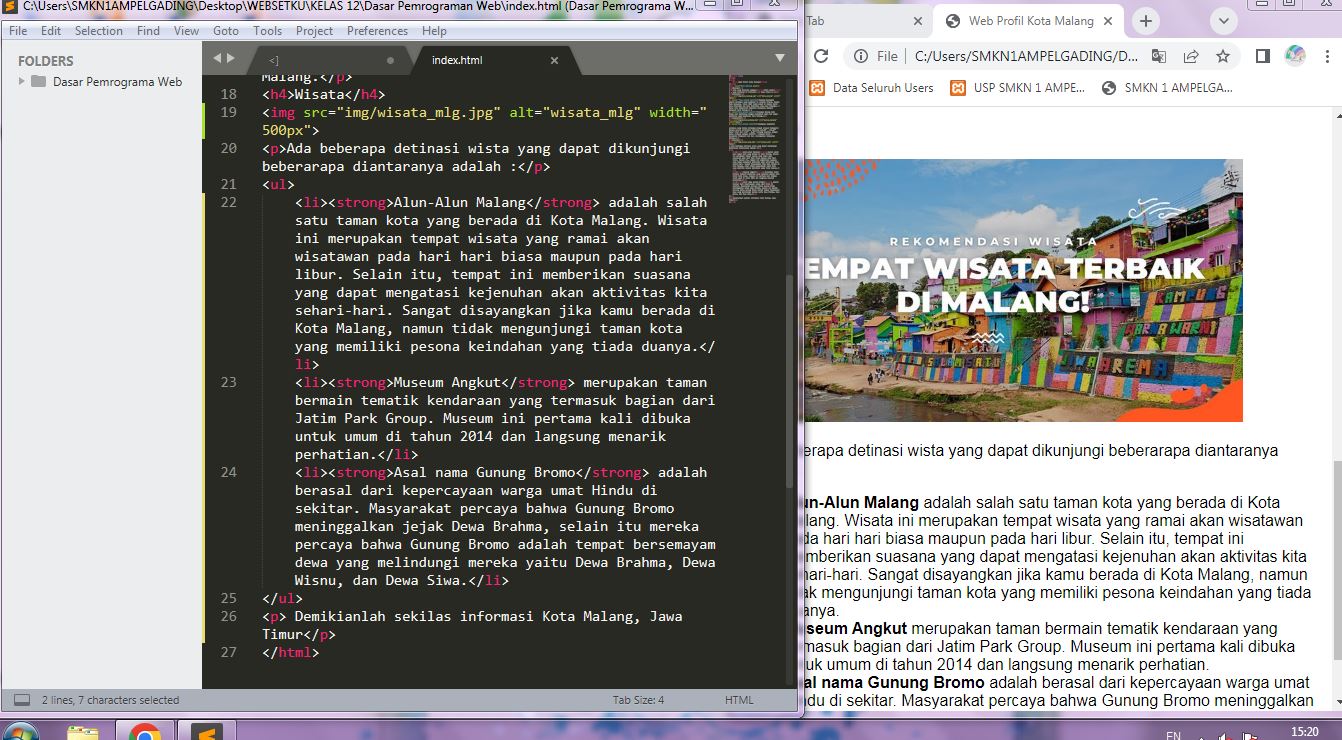 C:\Users\SMKN1AMPELGADING\Desktop\WEBSETKU\KELAS 12\Dasar Pemrograman Web\index.html (Dasar Pemrograma W...
File Edit Selection Find View Goto Tools Project Preferences Help
FOLDERS
Dasar Pemrograma Web
<]
index.html
Malang.</p>
18 <h4>Wisata</h4>
19 <img src="img/wisata_mlg.jpg" alt="wisata_mlg" width="
500px">
20 <p>Ada beberapa detinasi wista yang dapat dikunjungi
beberarapa diantaranya adalah :</p>
21 <ul>
22 <li><strong>Alun-Alun Malang</strong> adalah salah
satu taman kota yang berada di Kota Malang. Wisata
ini merupakan tempat wisata yang ramai akan
wisatawan pada hari hari biasa maupun pada hari
libur. Selain itu, tempat ini memberikan suasana
yang dapat mengatasi kejenuhan akan aktivitas kita
sehari-hari. Sangat disayangkan jika kamu berada di
Kota Malang, namun tidak mengunjungi taman kota
yang memiliki pesona keindahan yang tiada duanya.</
li>
23 <li><strong>Museum Angkut</strong> merupakan taman
bermain tematik kendaraan yang termasuk bagian dari
Jatim Park Group. Museum ini pertama kali dibuka
untuk umum di tahun 2014 dan langsung menarik
perhatian.</li>
24 <li><strong>Asal nama Gunung Bromo</strong> adalah
berasal dari kepercayaan warga umat Hindu di
sekitar. Masyarakat percaya bahwa Gunung Bromo
meninggalkan jejak Dewa Brahma, selain itu mereka
percaya bahwa Gunung Bromo adalah tempat bersemayam
dewa yang melindungi mereka yaitu Dewa Brahma, Dewa
Wisnu, dan Dewa Siwa.</li>
25 </ul>
26 <p> Demikianlah sekilas informasi Kota Malang, Jawa
Timur</p>
27 </html>
2 lines, 7 characters selected Tab Size: 4 HTML
Tab
Web Profil Kota Malang
File C:/Users/SMKN1AMPELGADING/D...
Data Seluruh Users USP SMKN 1 AMPE... SMKN 1 AMPELGA...
REKOMENDASI WISATA
EMPAT WISATA TERBAIK
DI MALANG!
KAMPUNG
WARNA WARNI
JAWA AREMA
erapa detinasi wista yang dapat dikunjungi beberarapa diantaranya
un-Alun Malang adalah salah satu taman kota yang berada di Kota
lang. Wisata ini merupakan tempat wisata yang ramai akan wisatawan
da hari hari biasa maupun pada hari libur. Selain itu, tempat ini
mberikan suasana yang dapat mengatasi kejenuhan akan aktivitas kita
hari-hari. Sangat disayangkan jika kamu berada di Kota Malang, namun
ak mengunjungi taman kota yang memiliki pesona keindahan yang tiada
anya.
seum Angkut merupakan taman bermain tematik kendaraan yang
masuk bagian dari Jatim Park Group. Museum ini pertama kali dibuka
uk umum di tahun 2014 dan langsung menarik perhatian.
al nama Gunung Bromo adalah berasal dari kepercayaan warga umat
ndu di sekitar. Masyarakat percaya bahwa Gunung Bromo meninggalkan
EN
15:20